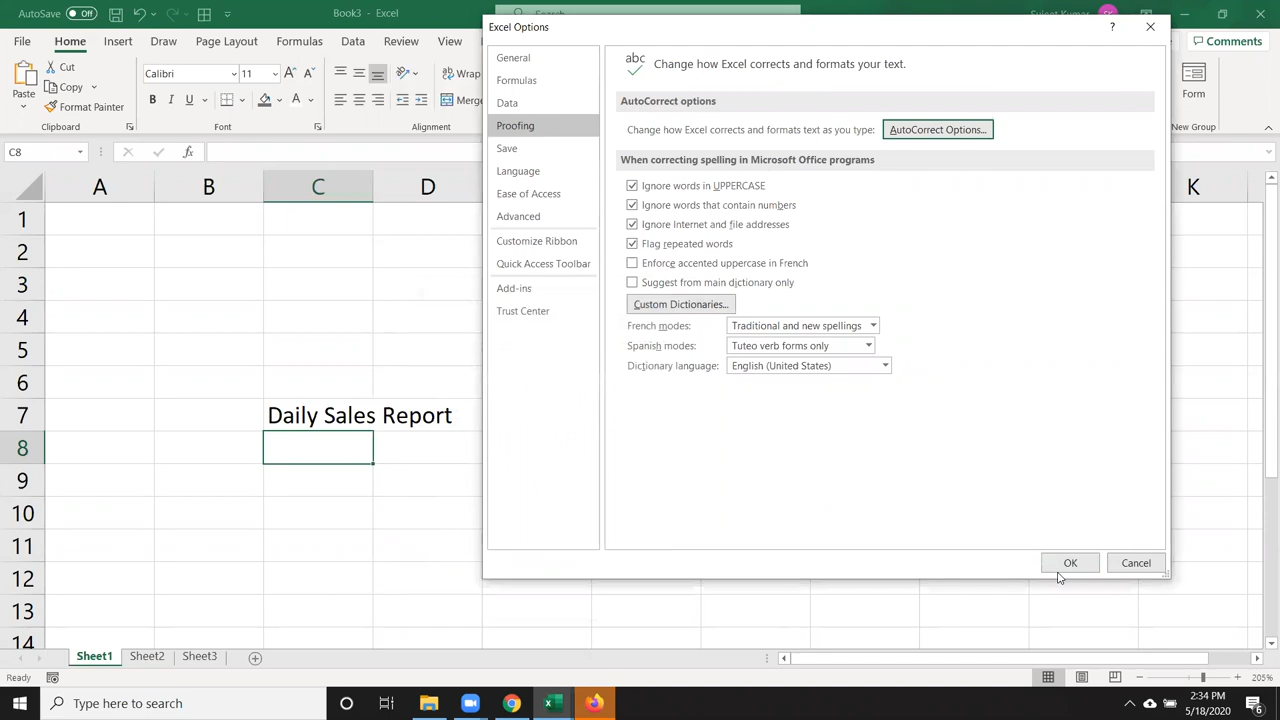 AutoSave Off Book3 - Excel
Excel Options
File Home Insert Draw Page Layout Formulas Data Review View
Comments
Paste
Cut
Copy
Format Painter
Calibri 11
B I U
Wrap
Merge
Form
Clipboard Font Alignment New Group
C8 fx
General
Formulas
Data
Proofing
Save
Language
Ease of Access
Advanced
Customize Ribbon
Quick Access Toolbar
Add-ins
Trust Center
abc Change how Excel corrects and formats your text.
AutoCorrect options
Change how Excel corrects and formats text as you type: AutoCorrect Options...
When correcting spelling in Microsoft Office programs
Ignore words in UPPERCASE
Ignore words that contain numbers
Ignore Internet and file addresses
Flag repeated words
Enforce accented uppercase in French
Suggest from main dictionary only
Custom Dictionaries...
French modes: Traditional and new spellings
Spanish modes: Tuteo verb forms only
Dictionary language: English (United States)
OK Cancel
A B C D K
1
2
3
4
5
6
7 Daily Sales Report
8
9
10
11
12
13
14
Sheet1 Sheet2 Sheet3
Ready 205%
Type here to search
2:34 PM
5/18/2020
6